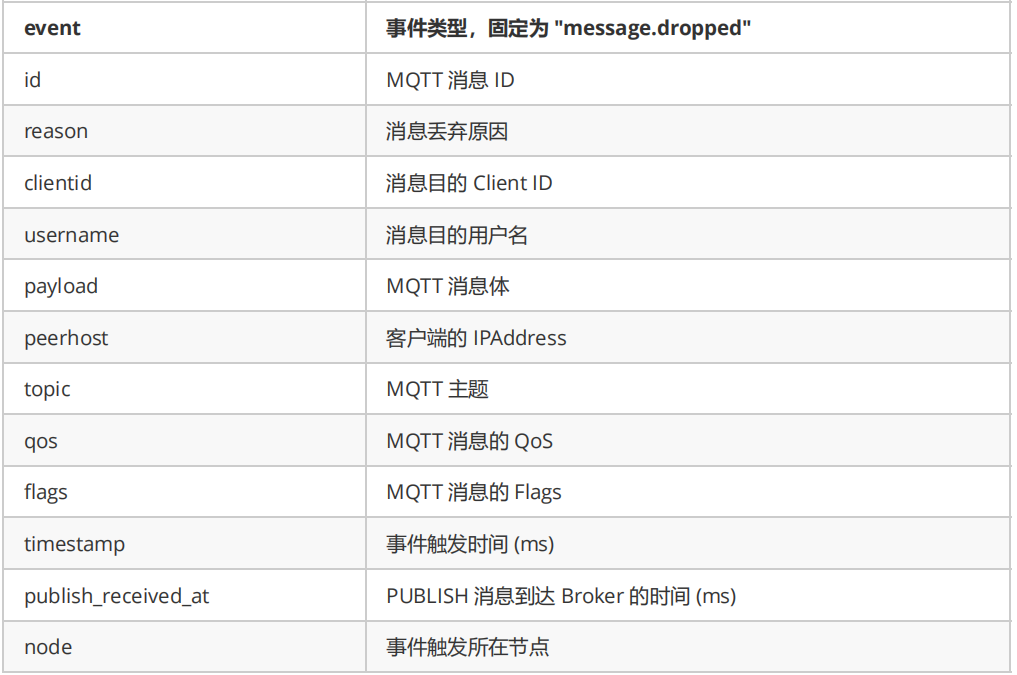 event 事件类型，固定为 "message.dropped"
id MQTT 消息 ID
reason 消息丢弃原因
clientid 消息目的 Client ID
username 消息目的用户名
payload MQTT 消息体
peerhost 客户端的 IPAddress
topic MQTT 主题
qos MQTT 消息的 QoS
flags MQTT 消息的 Flags
timestamp 事件触发时间 (ms)
publish_received_at PUBLISH 消息到达 Broker 的时间 (ms)
node 事件触发所在节点